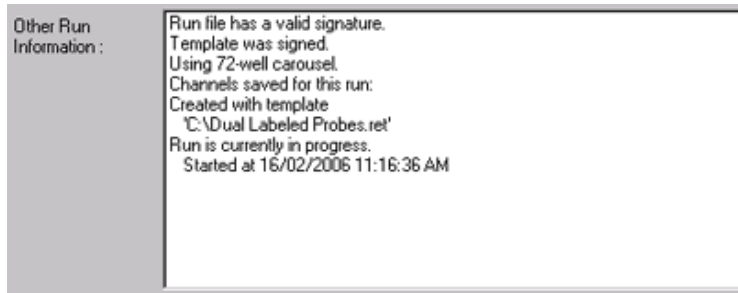 Other Run
Information :
Run file has a valid signature.
Template was signed.
Using 72-well carousel.
Channels saved for this run:
Created with template
'C:\Dual Labeled Probes.ret'
Run is currently in progress.
Started at 16/02/2006 11:16:36 AM